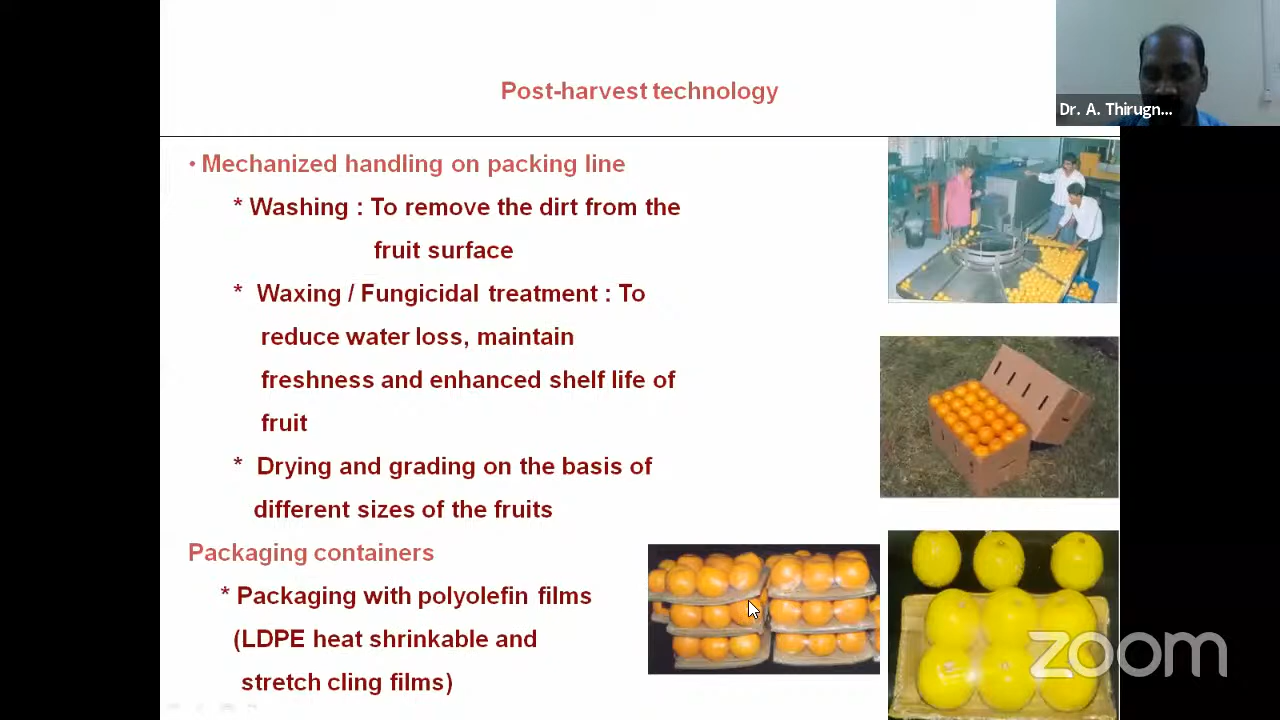 Post-harvest technology
Dr. A. Thirugn...
• Mechanized handling on packing line
* Washing : To remove the dirt from the
fruit surface
* Waxing / Fungicidal treatment : To
reduce water loss, maintain
freshness and enhanced shelf life of
fruit
* Drying and grading on the basis of
different sizes of the fruits
Packaging containers
* Packaging with polyolefin films
(LDPE heat shrinkable and
stretch cling films)
zoom